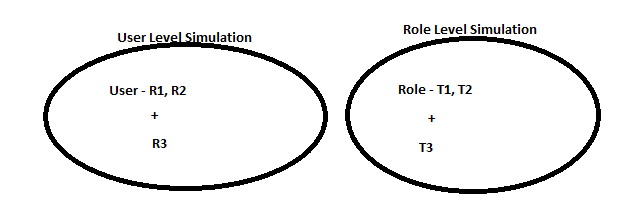 User Level Simulation
User - R1, R2
+
R3
Role Level Simulation
Role - T1, T2
+
T3